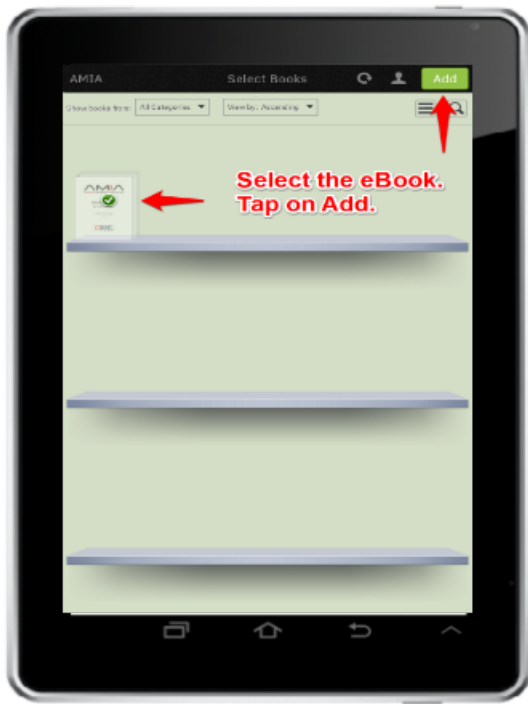 AMIA Select Books Add
Show books from: All Categories View by: Ascending
AMIA
Select the eBook.
Tap on Add.